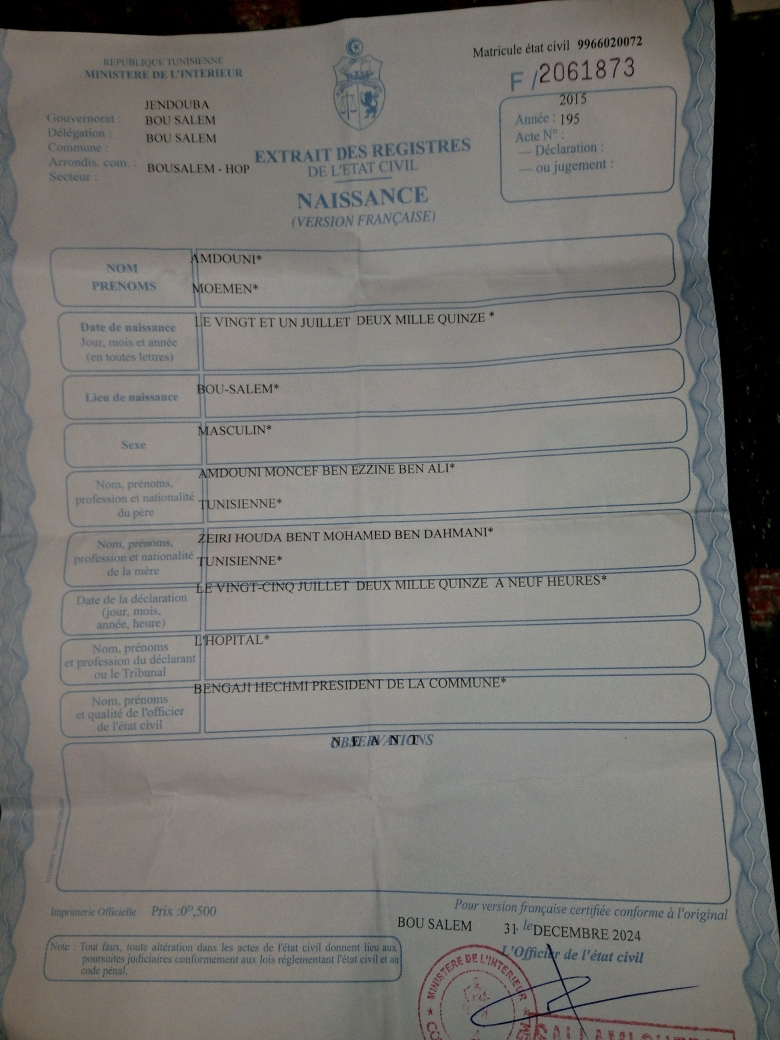 REPUBLIQUE TUNISIENNE
MINISTERE DE L'INTERIEUR
Matricule état civil 9966020072
F/2061873
JENDOUBA
Gouvernorat : BOU SALEM
Délégation : BOU SALEM
Commune :
Arrondis. com. : BOUSALEM - HOP
Secteur :
2015
Année : 195
Acte N° :
— Déclaration :
— ou jugement :
EXTRAIT DES REGISTRES
DE L'ETAT CIVIL
NAISSANCE
(VERSION FRANÇAISE)
NOM AMDOUNI*
PRENOMS MOEMEN*
Date de naissance LE VINGT ET UN JUILLET DEUX MILLE QUINZE *
Jour, mois et année
(en toutes lettres)
Lieu de naissance BOU-SALEM*
Sexe MASCULIN*
Nom, prénoms, AMDOUNI MONCEF BEN EZZINE BEN ALI*
profession et nationalité TUNISIENNE*
du père
Nom, prénoms, ZEIRI HOUDA BENT MOHAMED BEN DAHMANI*
profession et nationalité TUNISIENNE*
de la mère
Date de la déclaration LE VINGT-CINQ JUILLET DEUX MILLE QUINZE A NEUF HEURES*
(jour, mois,
année, heure)
Nom, prénoms L'HOPITAL*
et profession du déclarant
ou le Tribunal
Nom, prénoms BENGAJI HECHMI PRESIDENT DE LA COMMUNE*
et qualité de l'officier
de l'état civil
OBSERVATIONS
N E A N T
Imprimerie Officielle Prix :0ᴰ,500
Pour version française certifiée conforme à l'original
BOU SALEM 31 le DECEMBRE 2024
L'Officier de l'état civil
Note : Tout faux, toute altération dans les actes de l'état civil donnent lieu aux
poursuites judiciaires conformement aux lois réglementant l'état civil et au
code pénal.
MINISTERE DE L'INTERIEUR